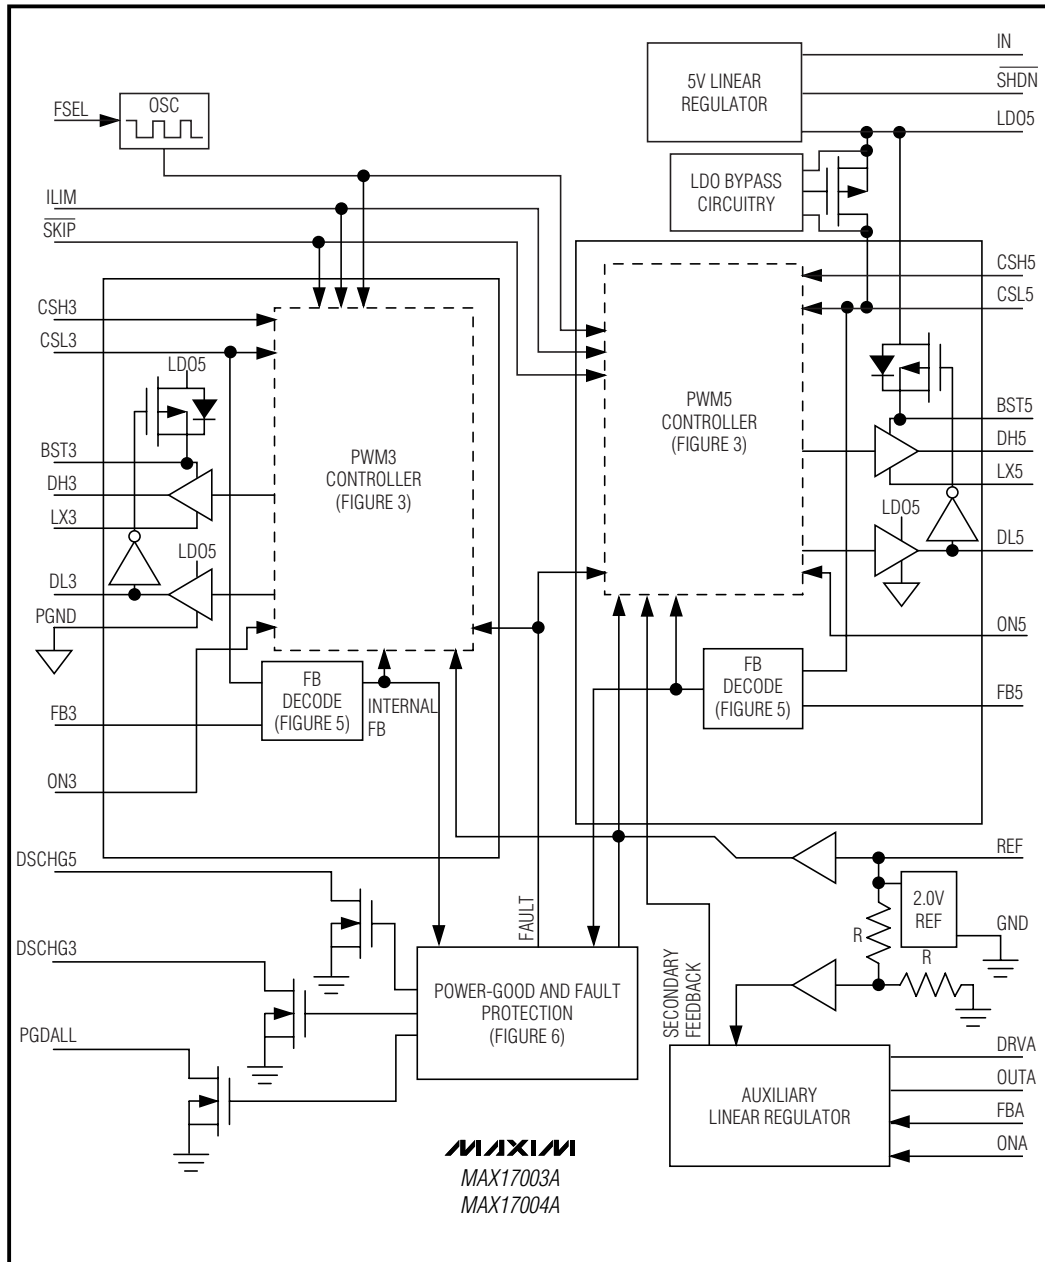 IN
5V LINEAR
REGULATOR
SHDN
LDO5
FSEL
OSC
LDO BYPASS
CIRCUITRY
ILIM
SKIP
CSH5
CSL5
CSH3
CSL3
LDO5
PWM3
CONTROLLER
(FIGURE 3)
PWM5
CONTROLLER
(FIGURE 3)
BST5
DH5
LX5
LDO5
DL5
BST3
DH3
LX3
LDO5
DL3
PGND
ON5
FB
DECODE
(FIGURE 5)
INTERNAL
FB
FB
DECODE
(FIGURE 5)
FB3
FB5
ON3
REF
2.0V
REF
GND
R
R
DSCHG5
DSCHG3
PGDALL
FAULT
POWER-GOOD AND FAULT
PROTECTION
(FIGURE 6)
SECONDARY
FEEDBACK
AUXILIARY
LINEAR REGULATOR
DRVA
OUTA
FBA
ONA
MAXIM
MAX17003A
MAX17004A